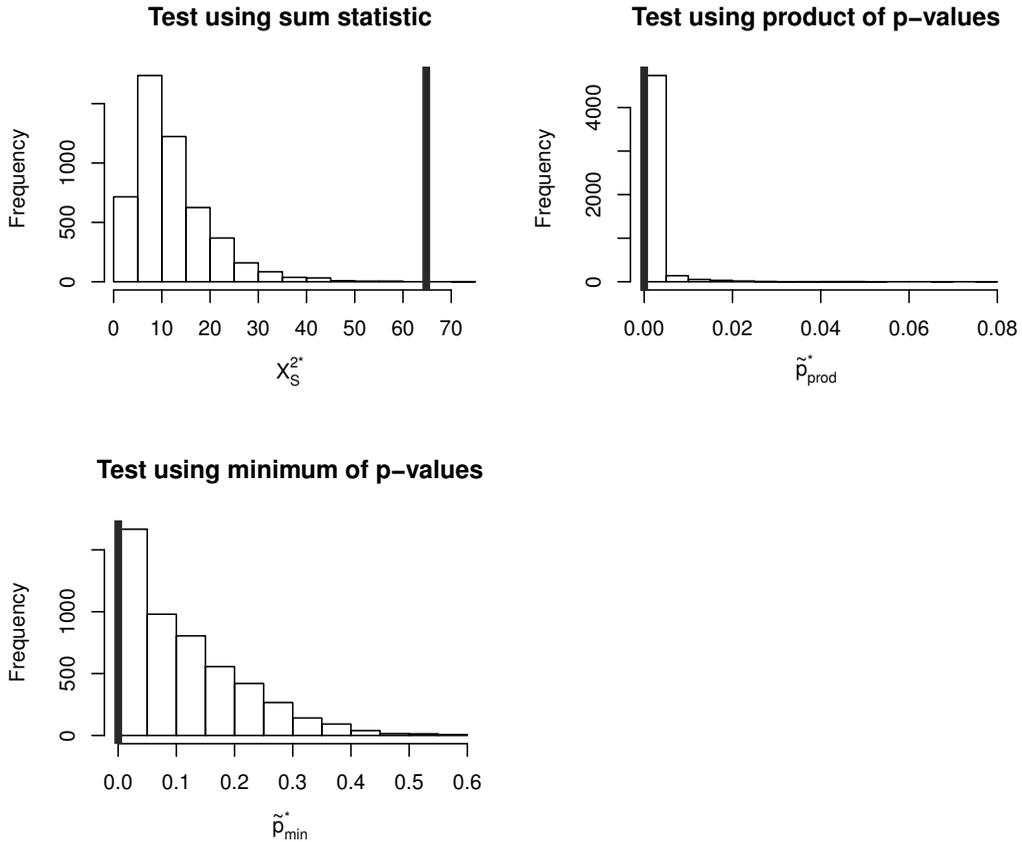 Test using sum statistic
Frequency
0 500 1000
0 10 20 30 40 50 60 70
X_S^{2*}
Test using product of p−values
Frequency
0 2000 4000
0.00 0.02 0.04 0.06 0.08
p̃*_prod
Test using minimum of p−values
Frequency
0 500 1000
0.0 0.1 0.2 0.3 0.4 0.5 0.6
p̃*_min